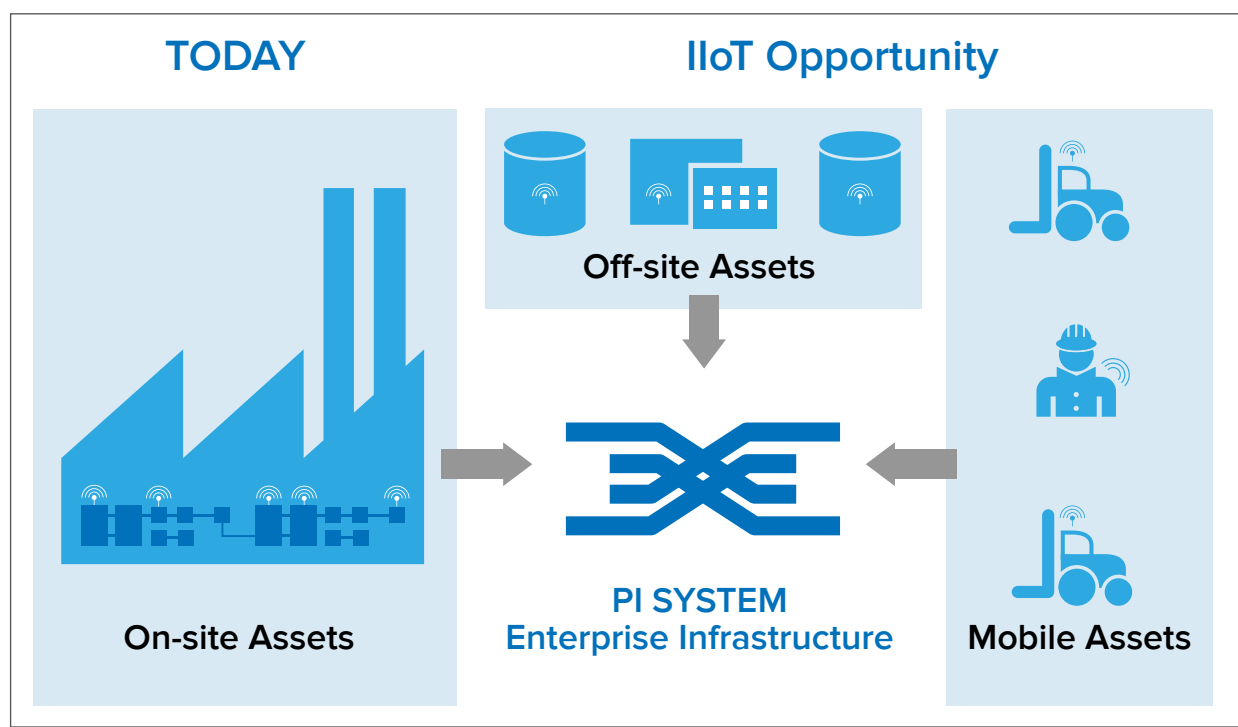 TODAY
IIoT Opportunity
Off-site Assets
On-site Assets
PI SYSTEM
Enterprise Infrastructure
Mobile Assets